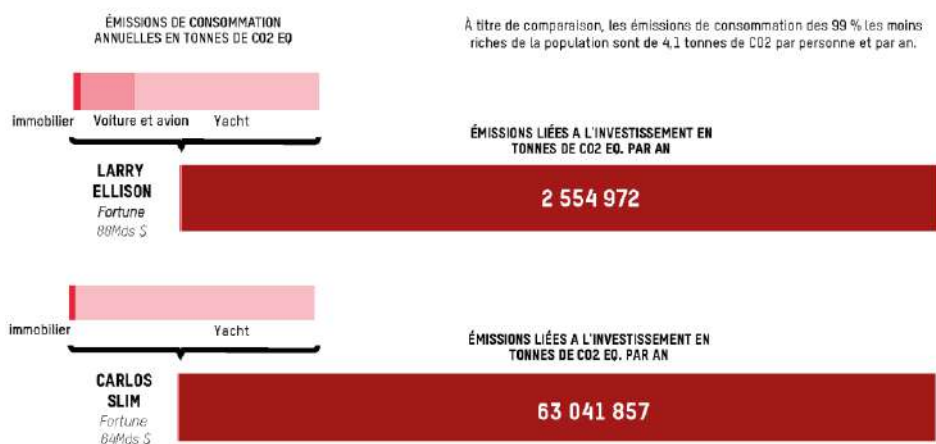 ÉMISSIONS DE CONSOMMATION
ANNUELLES EN TONNES DE CO2 EQ
À titre de comparaison, les émissions de consommation des 99 % les moins
riches de la population sont de 4,1 tonnes de CO2 par personne et par an.
immobilier Voiture et avion Yacht
ÉMISSIONS LIÉES A L'INVESTISSEMENT EN
TONNES DE CO2 EQ. PAR AN
LARRY
ELLISON
Fortune
88Mds $
2 554 972
immobilier Yacht
ÉMISSIONS LIÉES A L'INVESTISSEMENT EN
TONNES DE CO2 EQ. PAR AN
CARLOS
SLIM
Fortune
84Mds $
63 041 857